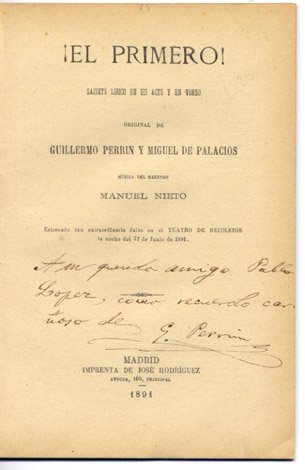 ¡EL PRIMERO!
SAINETE LÍRICO EN UN ACTO Y EN VERSO
ORIGINAL DE
GUILLERMO PERRIN Y MIGUEL DE PALACIOS
MÚSICA DEL MAESTRO
MANUEL NIETO
Estrenado con extraordinario éxito en el TEATRO DE RECOLETOS
la noche del 27 de Junio de 1891.
A mi querido amigo Pablo
Lopez, como recuerdo cari
ñoso de G. Perrin
MADRID
IMPRENTA DE JOSÉ RODRÍGUEZ
ATOCHA, 100, PRINCIPAL
1891